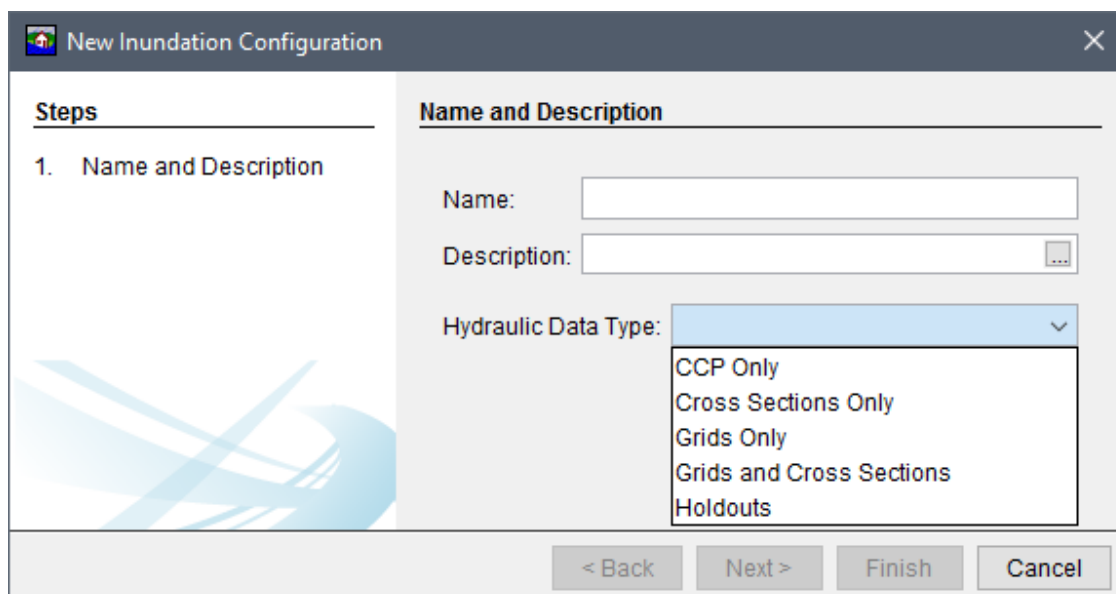 New Inundation Configuration
Steps
1. Name and Description
Name and Description
Name:
Description:
...
Hydraulic Data Type:
CCP Only
Cross Sections Only
Grids Only
Grids and Cross Sections
Holdouts
< Back Next > Finish Cancel